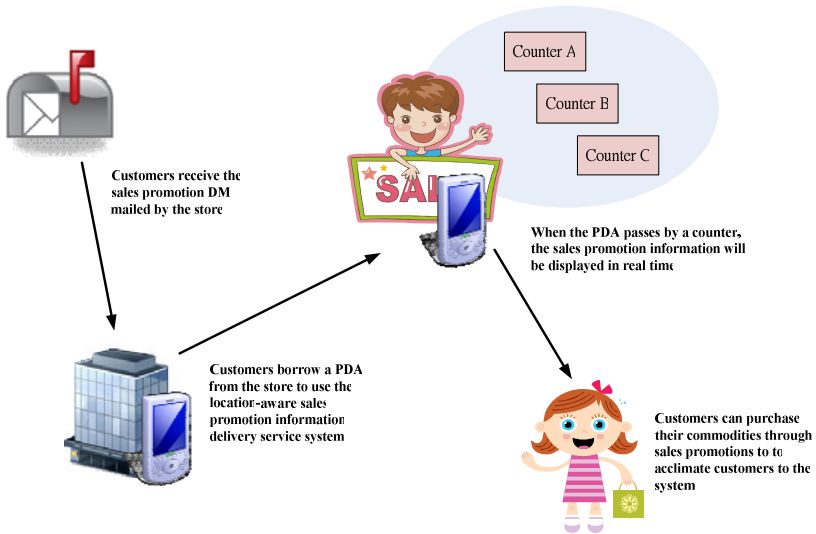 Counter A
Counter B
Counter C
Customers receive the
sales promotion DM
mailed by the store
SAL
When the PDA passes by a counter,
the sales promotion information will
be displayed in real time
Customers borrow a PDA
from the store to use the
location-aware sales
promotion information
delivery service system
Customers can purchase
their commodities through
sales promotions to to
acclimate customers to the
system